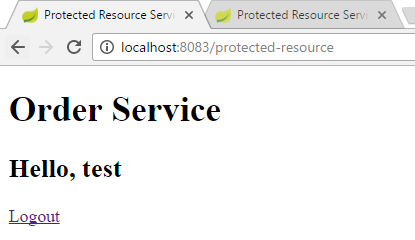 Protected Resource Servi
Protected Resource Servi
localhost:8083/protected-resource
Order Service
Hello, test
Logout